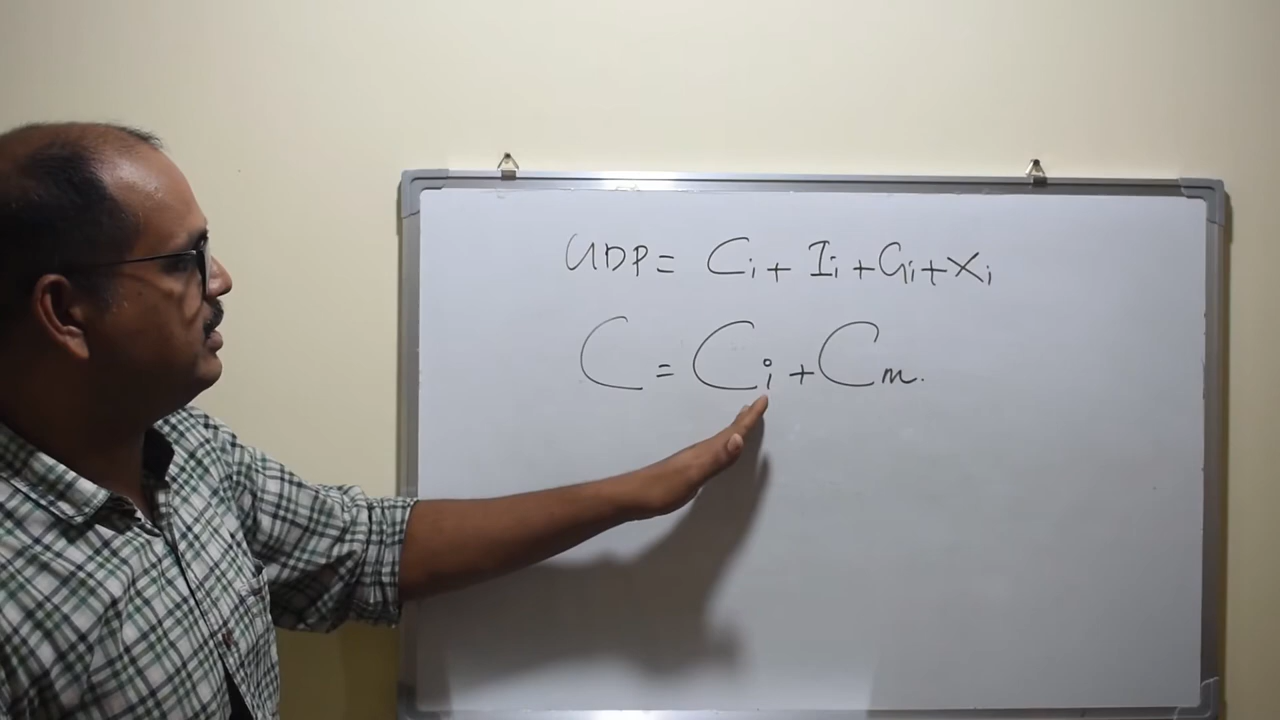 GDP = Ci + Ii + Gi + Xi
C = Ci + Cm.